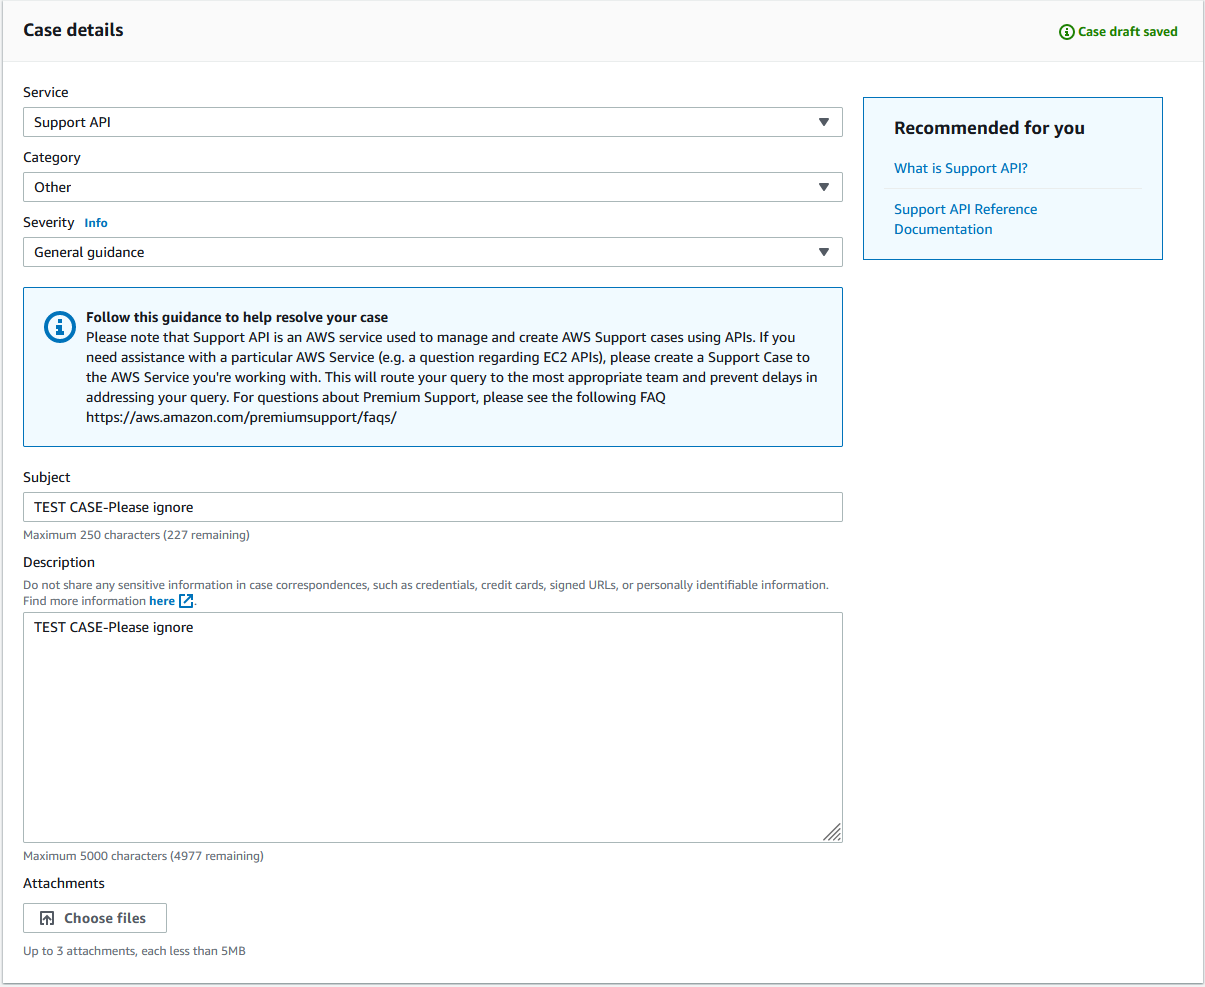 Case details
Case draft saved
Service
Support API
Category
Other
Severity Info
General guidance
Follow this guidance to help resolve your case
Please note that Support API is an AWS service used to manage and create AWS Support cases using APIs. If you
need assistance with a particular AWS Service (e.g. a question regarding EC2 APIs), please create a Support Case to
the AWS Service you're working with. This will route your query to the most appropriate team and prevent delays in
addressing your query. For questions about Premium Support, please see the following FAQ
https://aws.amazon.com/premiumsupport/faqs/
Subject
TEST CASE-Please ignore
Maximum 250 characters (227 remaining)
Description
Do not share any sensitive information in case correspondences, such as credentials, credit cards, signed URLs, or personally identifiable information.
Find more information here.
TEST CASE-Please ignore
Maximum 5000 characters (4977 remaining)
Attachments
Choose files
Up to 3 attachments, each less than 5MB
Recommended for you
What is Support API?
Support API Reference
Documentation